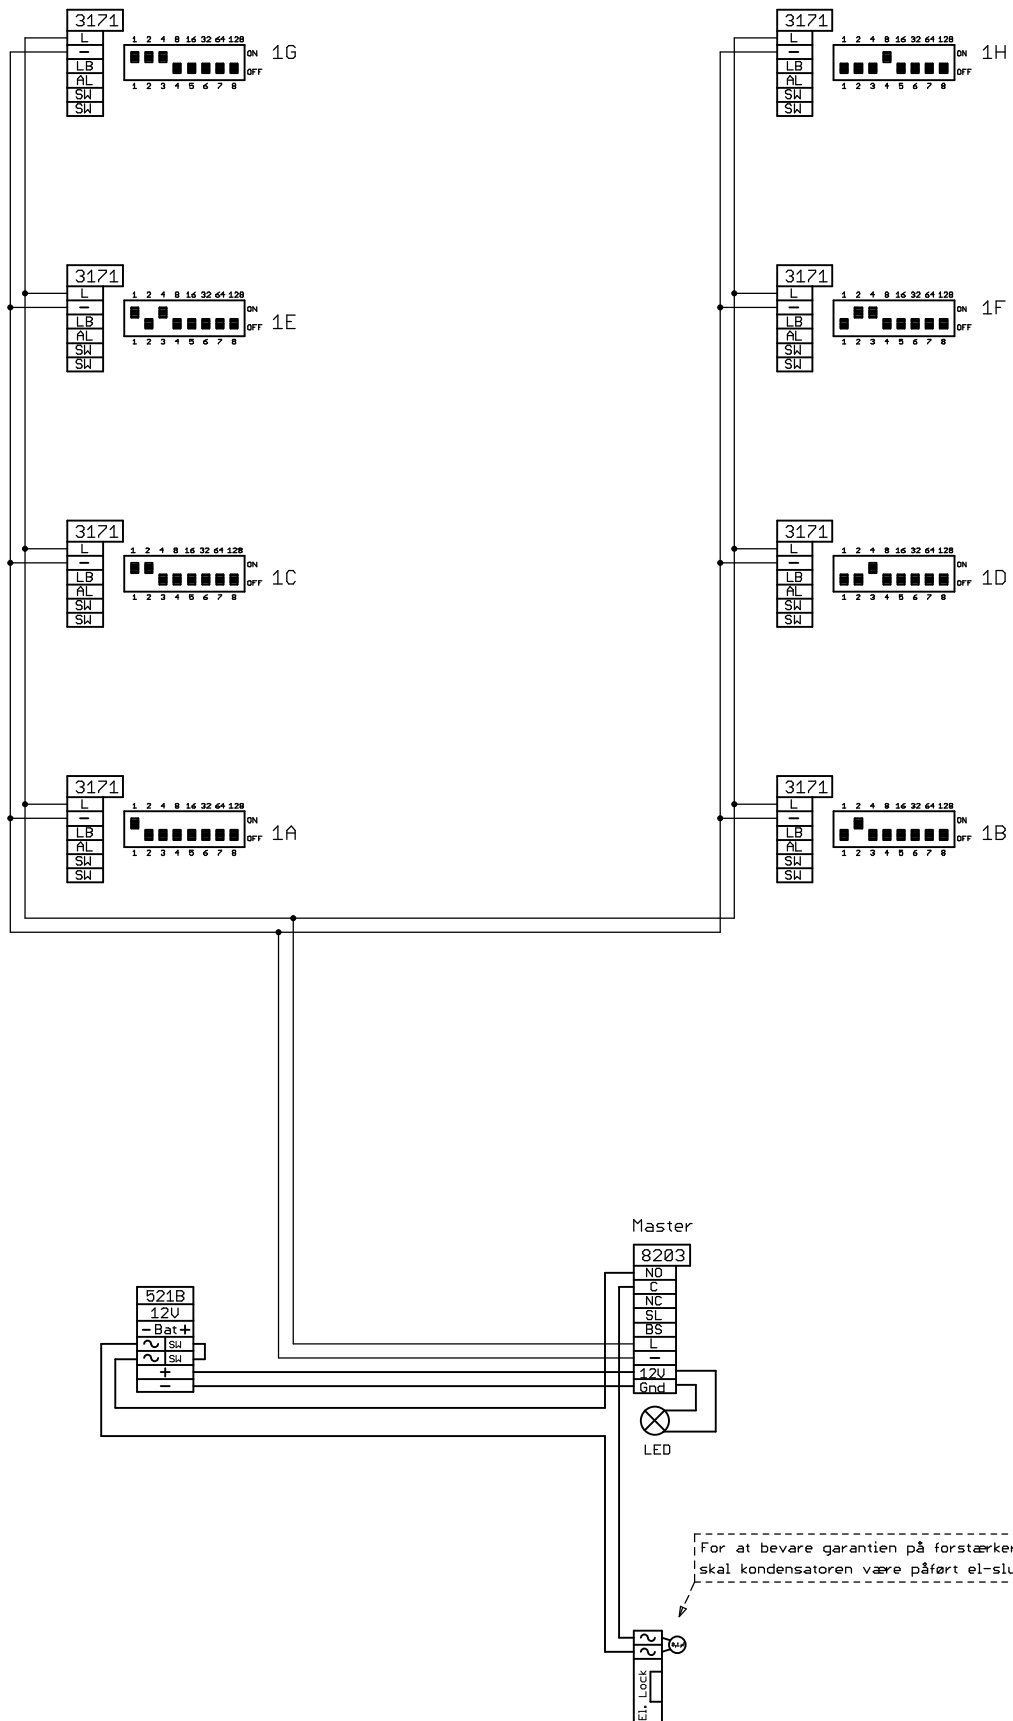 3171
L
−
LB
AL
SW
SW
1 2 4 8 16 32 64 128
ON
OFF
1 2 3 4 5 6 7 8
1G
3171
L
−
LB
AL
SW
SW
1 2 4 8 16 32 64 128
ON
OFF
1 2 3 4 5 6 7 8
1H
3171
L
−
LB
AL
SW
SW
1 2 4 8 16 32 64 128
ON
OFF
1 2 3 4 5 6 7 8
1E
3171
L
−
LB
AL
SW
SW
1 2 4 8 16 32 64 128
ON
OFF
1 2 3 4 5 6 7 8
1F
3171
L
−
LB
AL
SW
SW
1 2 4 8 16 32 64 128
ON
OFF
1 2 3 4 5 6 7 8
1C
3171
L
−
LB
AL
SW
SW
1 2 4 8 16 32 64 128
ON
OFF
1 2 3 4 5 6 7 8
1D
3171
L
−
LB
AL
SW
SW
1 2 4 8 16 32 64 128
ON
OFF
1 2 3 4 5 6 7 8
1A
3171
L
−
LB
AL
SW
SW
1 2 4 8 16 32 64 128
ON
OFF
1 2 3 4 5 6 7 8
1B
Master
8203
NO
C
NC
SL
BS
L
−
12V
Gnd
LED
521B
12V
−Bat+
SW
SW
+
−
For at bevare garantien på forstærker
skal kondensatoren være påført el-slu
El. Lock